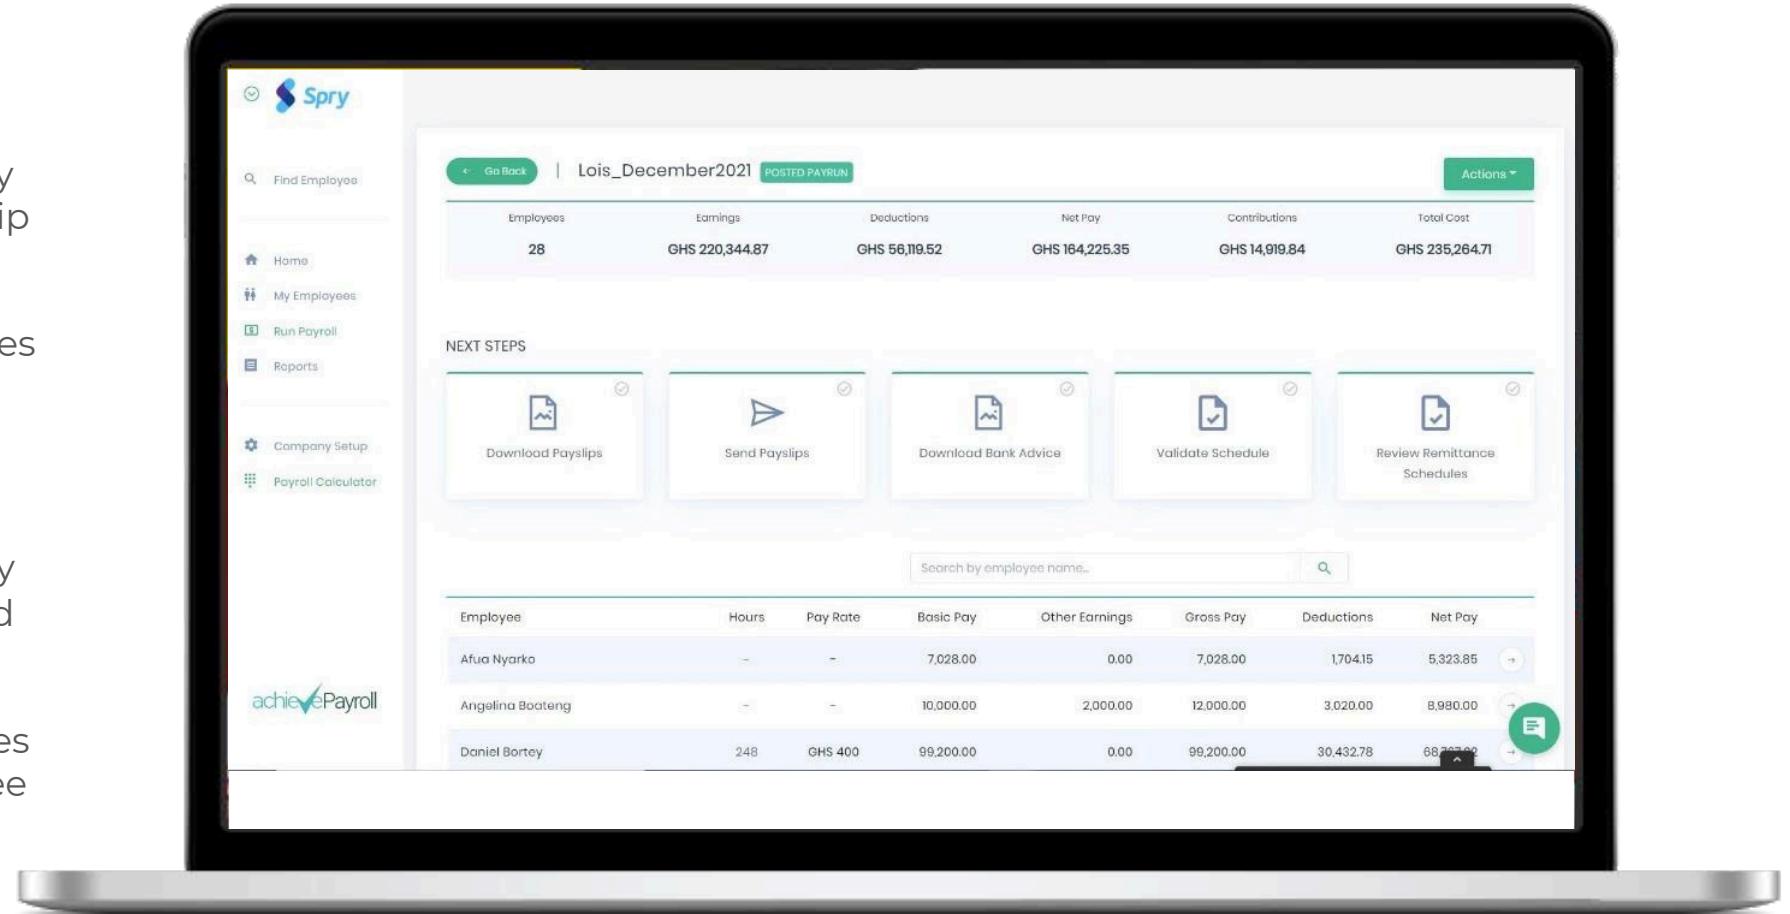 y
ip
es
y
d
es
ee
Spry
Find Employee
Home
My Employees
Run Payroll
Reports
Company Setup
Payroll Calculator
achievePayroll
← Go Back | Lois_December2021 POSTED PAYRUN
Actions
Employees Earnings Deductions Net Pay Contributions Total Cost
28 GHS 220,344.87 GHS 56,119.52 GHS 164,225.35 GHS 14,919.84 GHS 235,264.71
NEXT STEPS
Download Payslips
Send Payslips
Download Bank Advice
Validate Schedule
Review Remittance
Schedules
Search by employee name...
Employee Hours Pay Rate Basic Pay Other Earnings Gross Pay Deductions Net Pay
Afua Nyarko - - 7,028.00 0.00 7,028.00 1,704.15 5,323.85
Angelina Boateng - - 10,000.00 2,000.00 12,000.00 3,020.00 8,980.00
Daniel Bortey 248 GHS 400 99,200.00 0.00 99,200.00 30,432.78